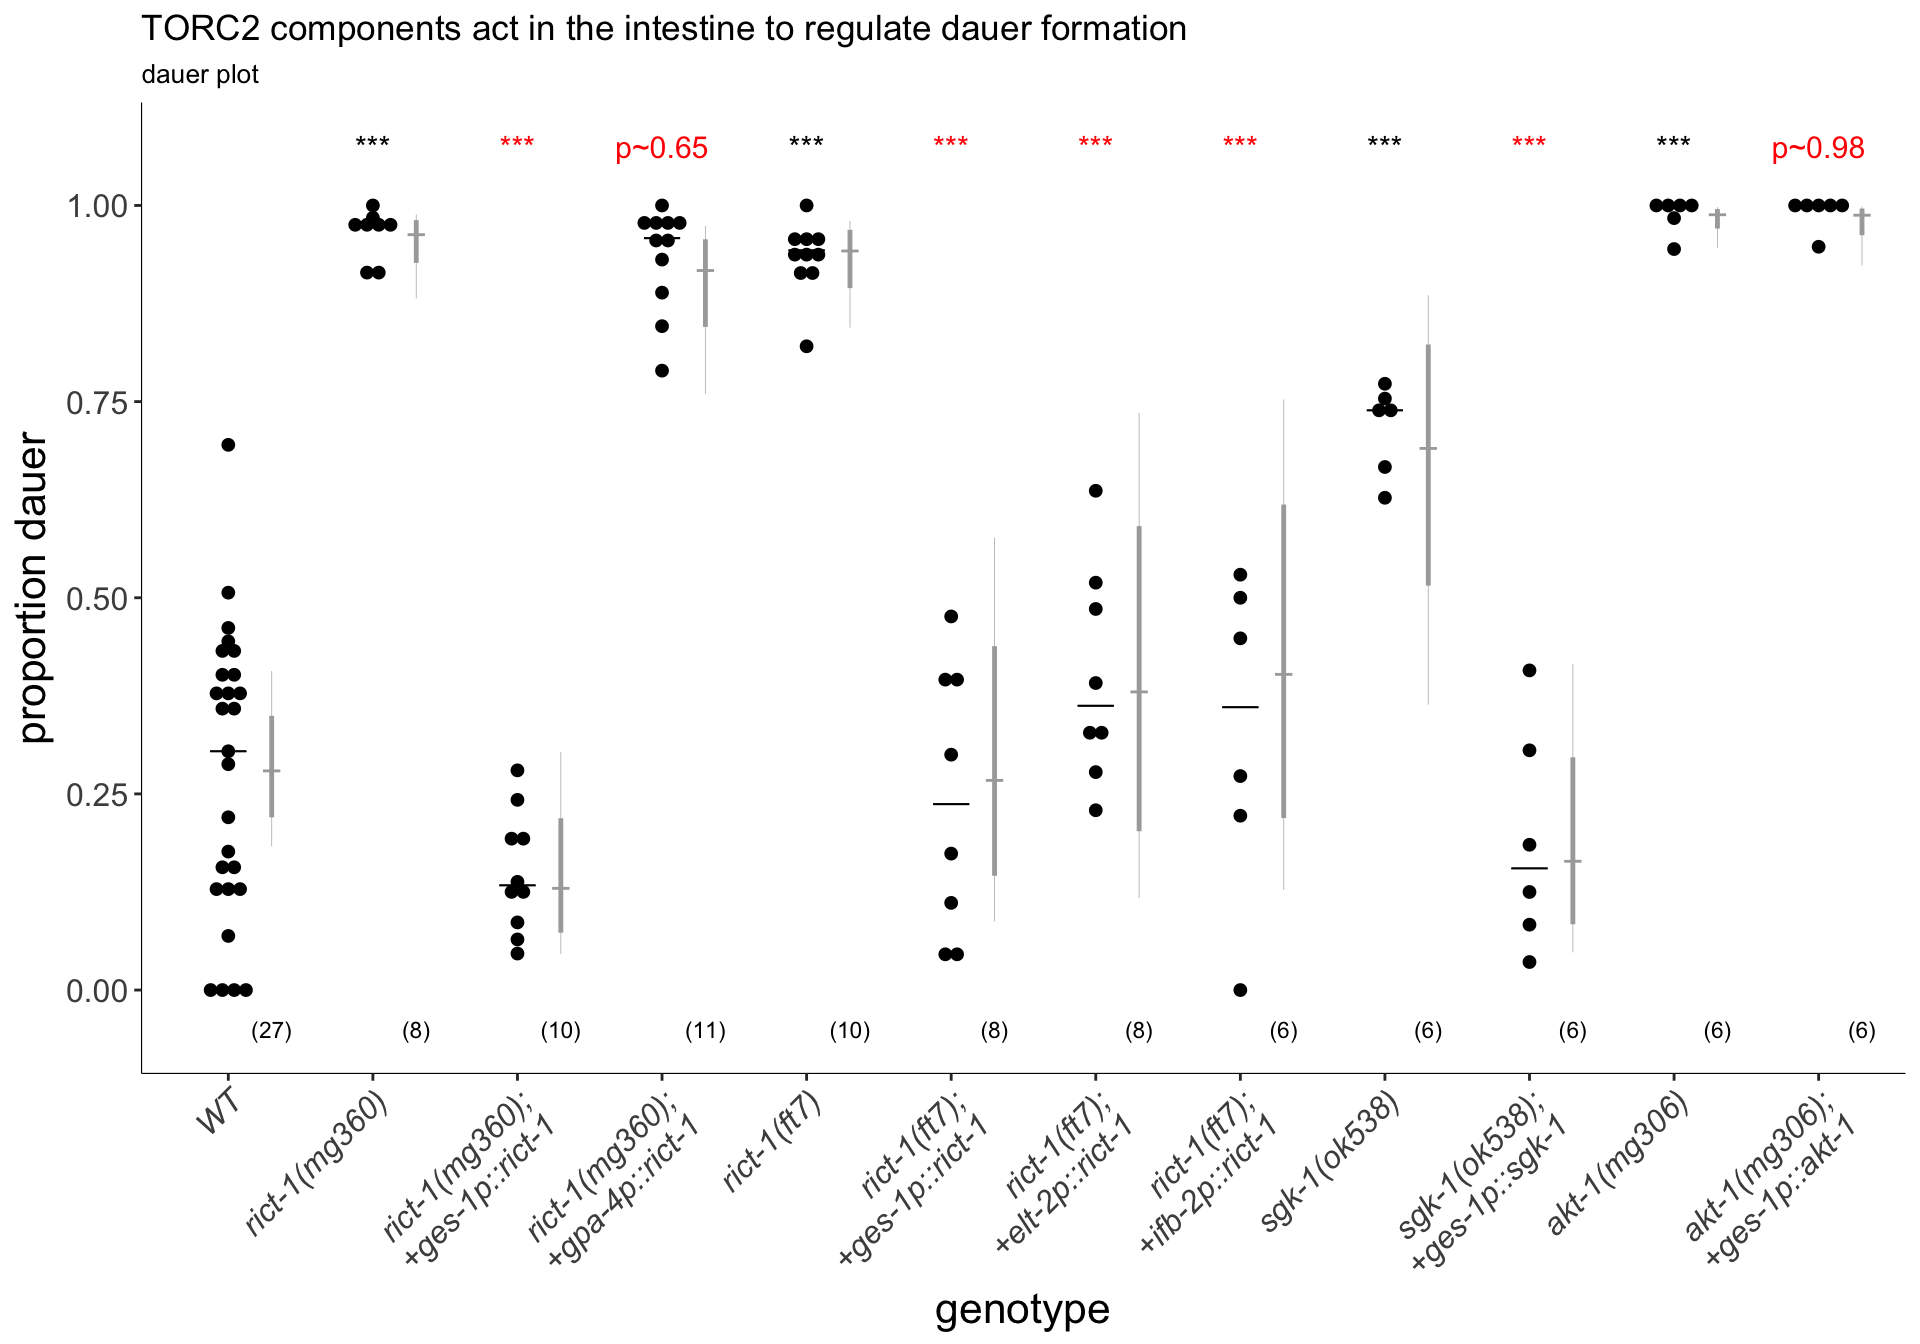 TORC2 components act in the intestine to regulate dauer formation
dauer plot
*** *** p~0.65 *** *** *** *** *** *** *** p~0.98
1.00
0.75
0.50
0.25
0.00
proportion dauer
(27) (8) (10) (11) (10) (8) (8) (6) (6) (6) (6) (6)
WT
rict-1(mg360)
rict-1(mg360);
+ges-1p::rict-1
rict-1(mg360);
+gpa-4p::rict-1
rict-1(ft7)
rict-1(ft7);
+ges-1p::rict-1
rict-1(ft7);
+elt-2p::rict-1
rict-1(ft7);
+ifb-2p::rict-1
sgk-1(ok538)
sgk-1(ok538);
+ges-1p::sgk-1
akt-1(mg306)
akt-1(mg306);
+ges-1p::akt-1
genotype